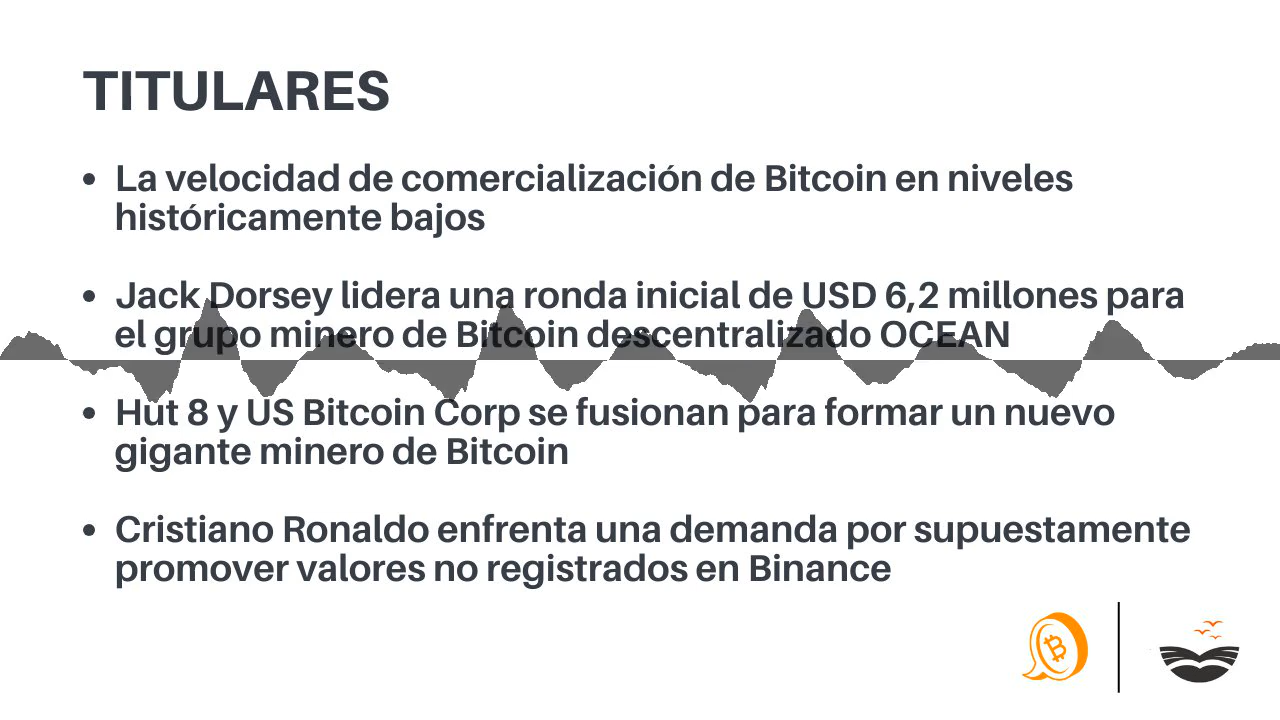 TITULARES
• La velocidad de comercialización de Bitcoin en niveles
históricamente bajos
• Jack Dorsey lidera una ronda inicial de USD 6,2 millones para
el grupo minero de Bitcoin descentralizado OCEAN
• Hut 8 y US Bitcoin Corp se fusionan para formar un nuevo
gigante minero de Bitcoin
• Cristiano Ronaldo enfrenta una demanda por supuestamente
promover valores no registrados en Binance